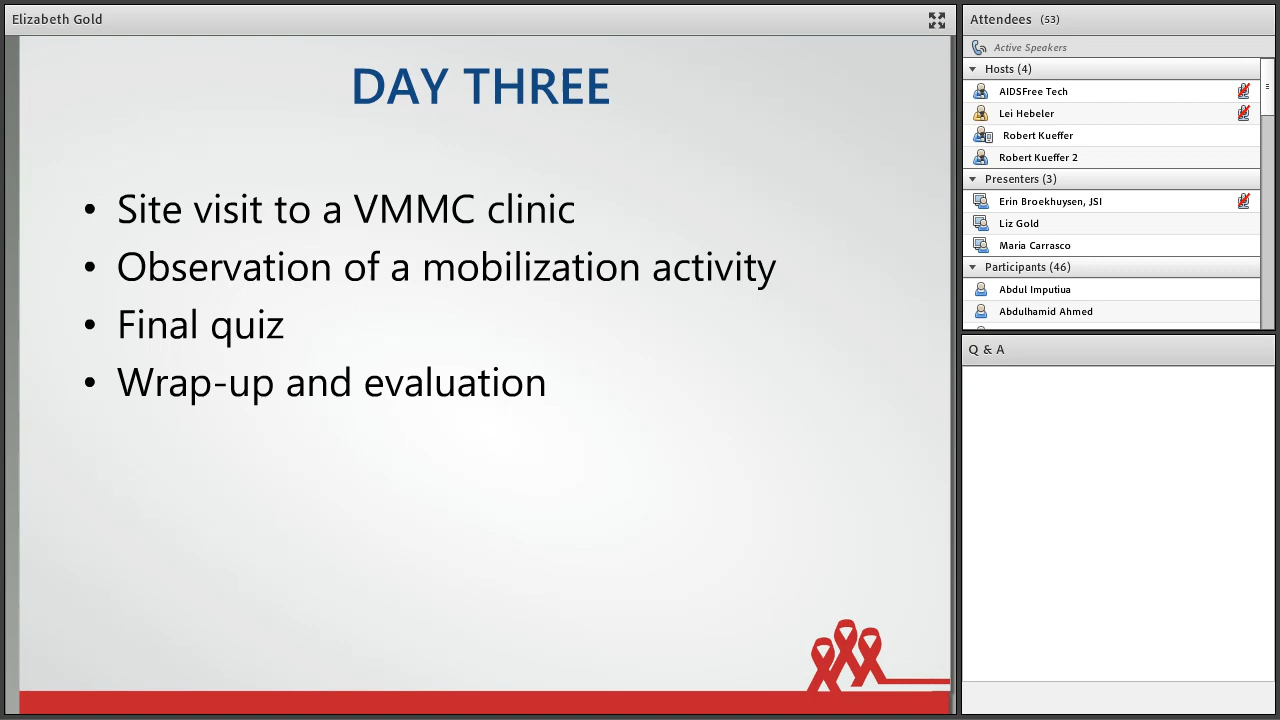 Elizabeth Gold
DAY THREE
• Site visit to a VMMC clinic
• Observation of a mobilization activity
• Final quiz
• Wrap-up and evaluation
Attendees (53)
Active Speakers
Hosts (4)
AIDSFree Tech
Lei Hebeler
Robert Kueffer
Robert Kueffer 2
Presenters (3)
Erin Broekhuysen, JSI
Liz Gold
Maria Carrasco
Participants (46)
Abdul Imputiua
Abdulhamid Ahmed
Q & A